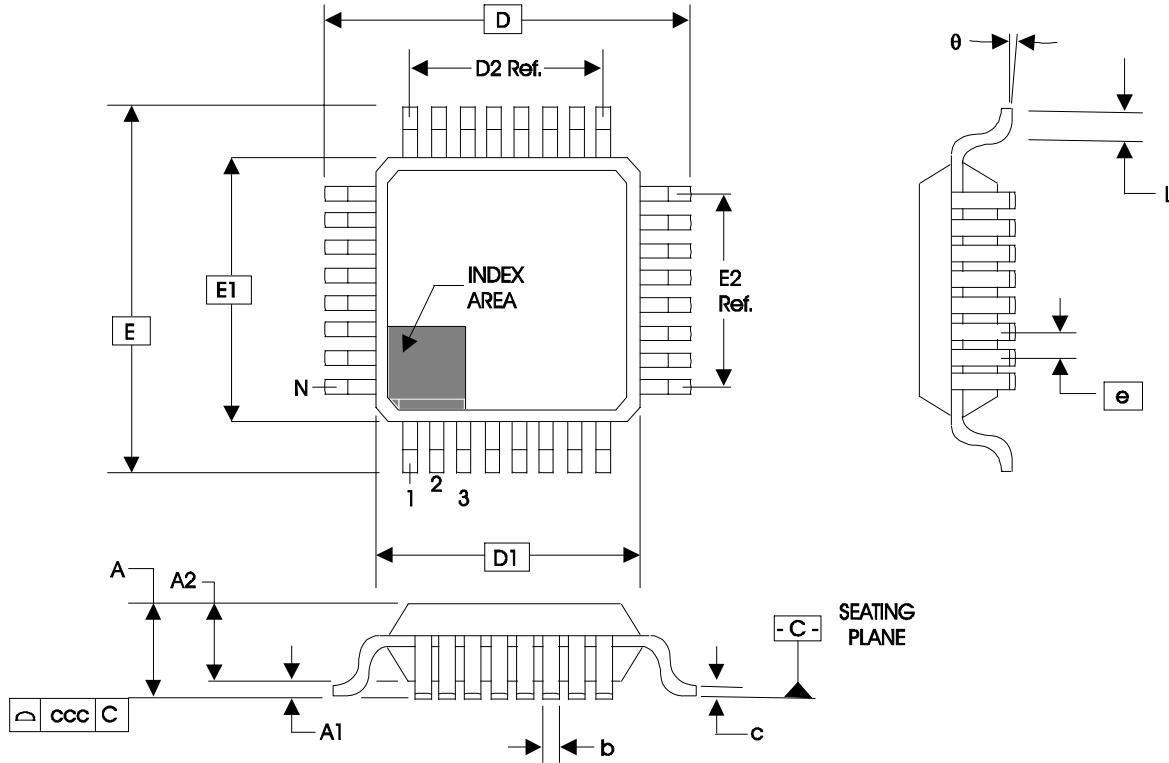 D
D2 Ref.
θ
L
INDEX
AREA
E1
E2
Ref.
E
N
e
1
2
3
D1
A
A2
- C -
SEATING
PLANE
ccc C
A1
b
c